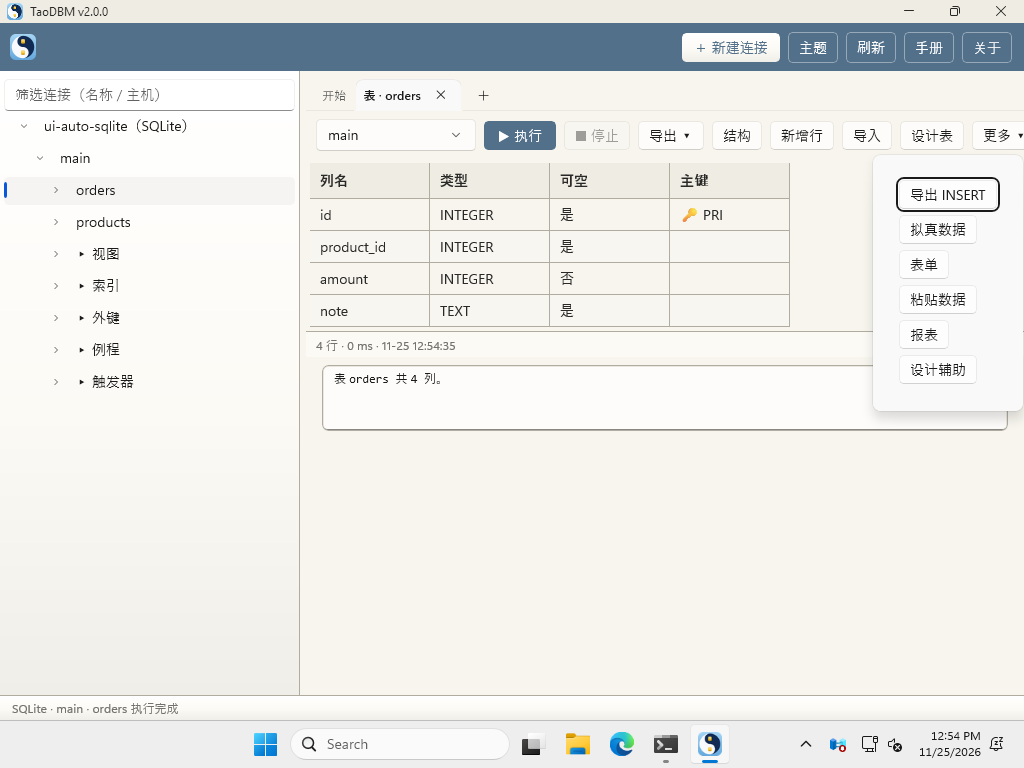 TaoDBM v2.0.0
+ 新建连接 主题 刷新 手册 关于
筛选连接（名称 / 主机）
ui-auto-sqlite（SQLite）
main
orders
products
视图
索引
外键
例程
触发器
开始 表 · orders
main 执行 停止 导出 结构 新增行 导入 设计表 更多
列名 类型 可空 主键
id INTEGER 是 PRI
product_id INTEGER 是
amount INTEGER 否
note TEXT 是
4 行 · 0 ms · 11-25 12:54:35
表 orders 共 4 列。
导出 INSERT
拟真数据
表单
粘贴数据
报表
设计辅助
SQLite · main · orders 执行完成
Search
12:54 PM
11/25/2026